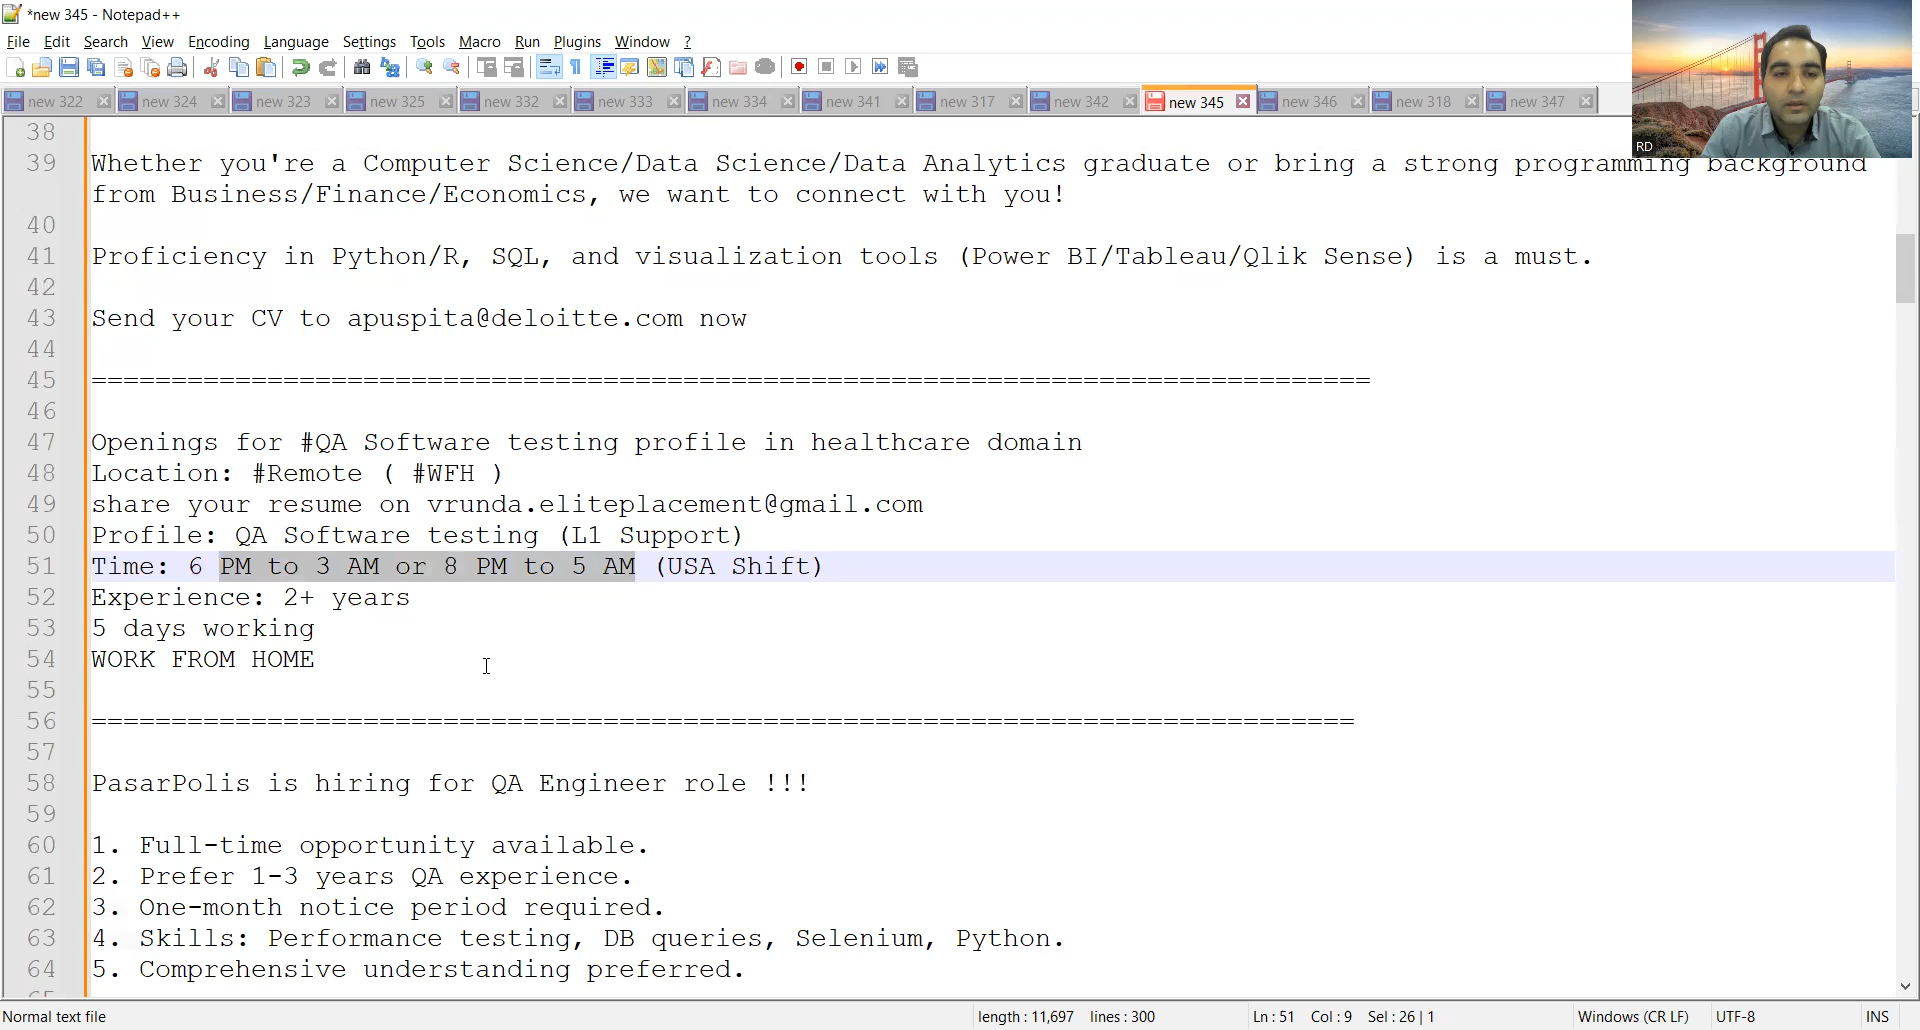 *new 345 - Notepad++
File Edit Search View Encoding Language Settings Tools Macro Run Plugins Window ?
new 322 new 324 new 323 new 325 new 332 new 333 new 334 new 341 new 317 new 342 new 345 new 346 new 318 new 347
RD
38
39 Whether you're a Computer Science/Data Science/Data Analytics graduate or bring a strong programming background
from Business/Finance/Economics, we want to connect with you!
40
41 Proficiency in Python/R, SQL, and visualization tools (Power BI/Tableau/Qlik Sense) is a must.
42
43 Send your CV to apuspita@deloitte.com now
44
45 ================================================================================
46
47 Openings for #QA Software testing profile in healthcare domain
48 Location: #Remote ( #WFH )
49 share your resume on vrunda.eliteplacement@gmail.com
50 Profile: QA Software testing (L1 Support)
51 Time: 6 PM to 3 AM or 8 PM to 5 AM (USA Shift)
52 Experience: 2+ years
53 5 days working
54 WORK FROM HOME
55
56 ===============================================================================
57
58 PasarPolis is hiring for QA Engineer role !!!
59
60 1. Full-time opportunity available.
61 2. Prefer 1-3 years QA experience.
62 3. One-month notice period required.
63 4. Skills: Performance testing, DB queries, Selenium, Python.
64 5. Comprehensive understanding preferred.
65
Normal text file length : 11,697 lines : 300 Ln : 51 Col : 9 Sel : 26 | 1 Windows (CR LF) UTF-8 INS